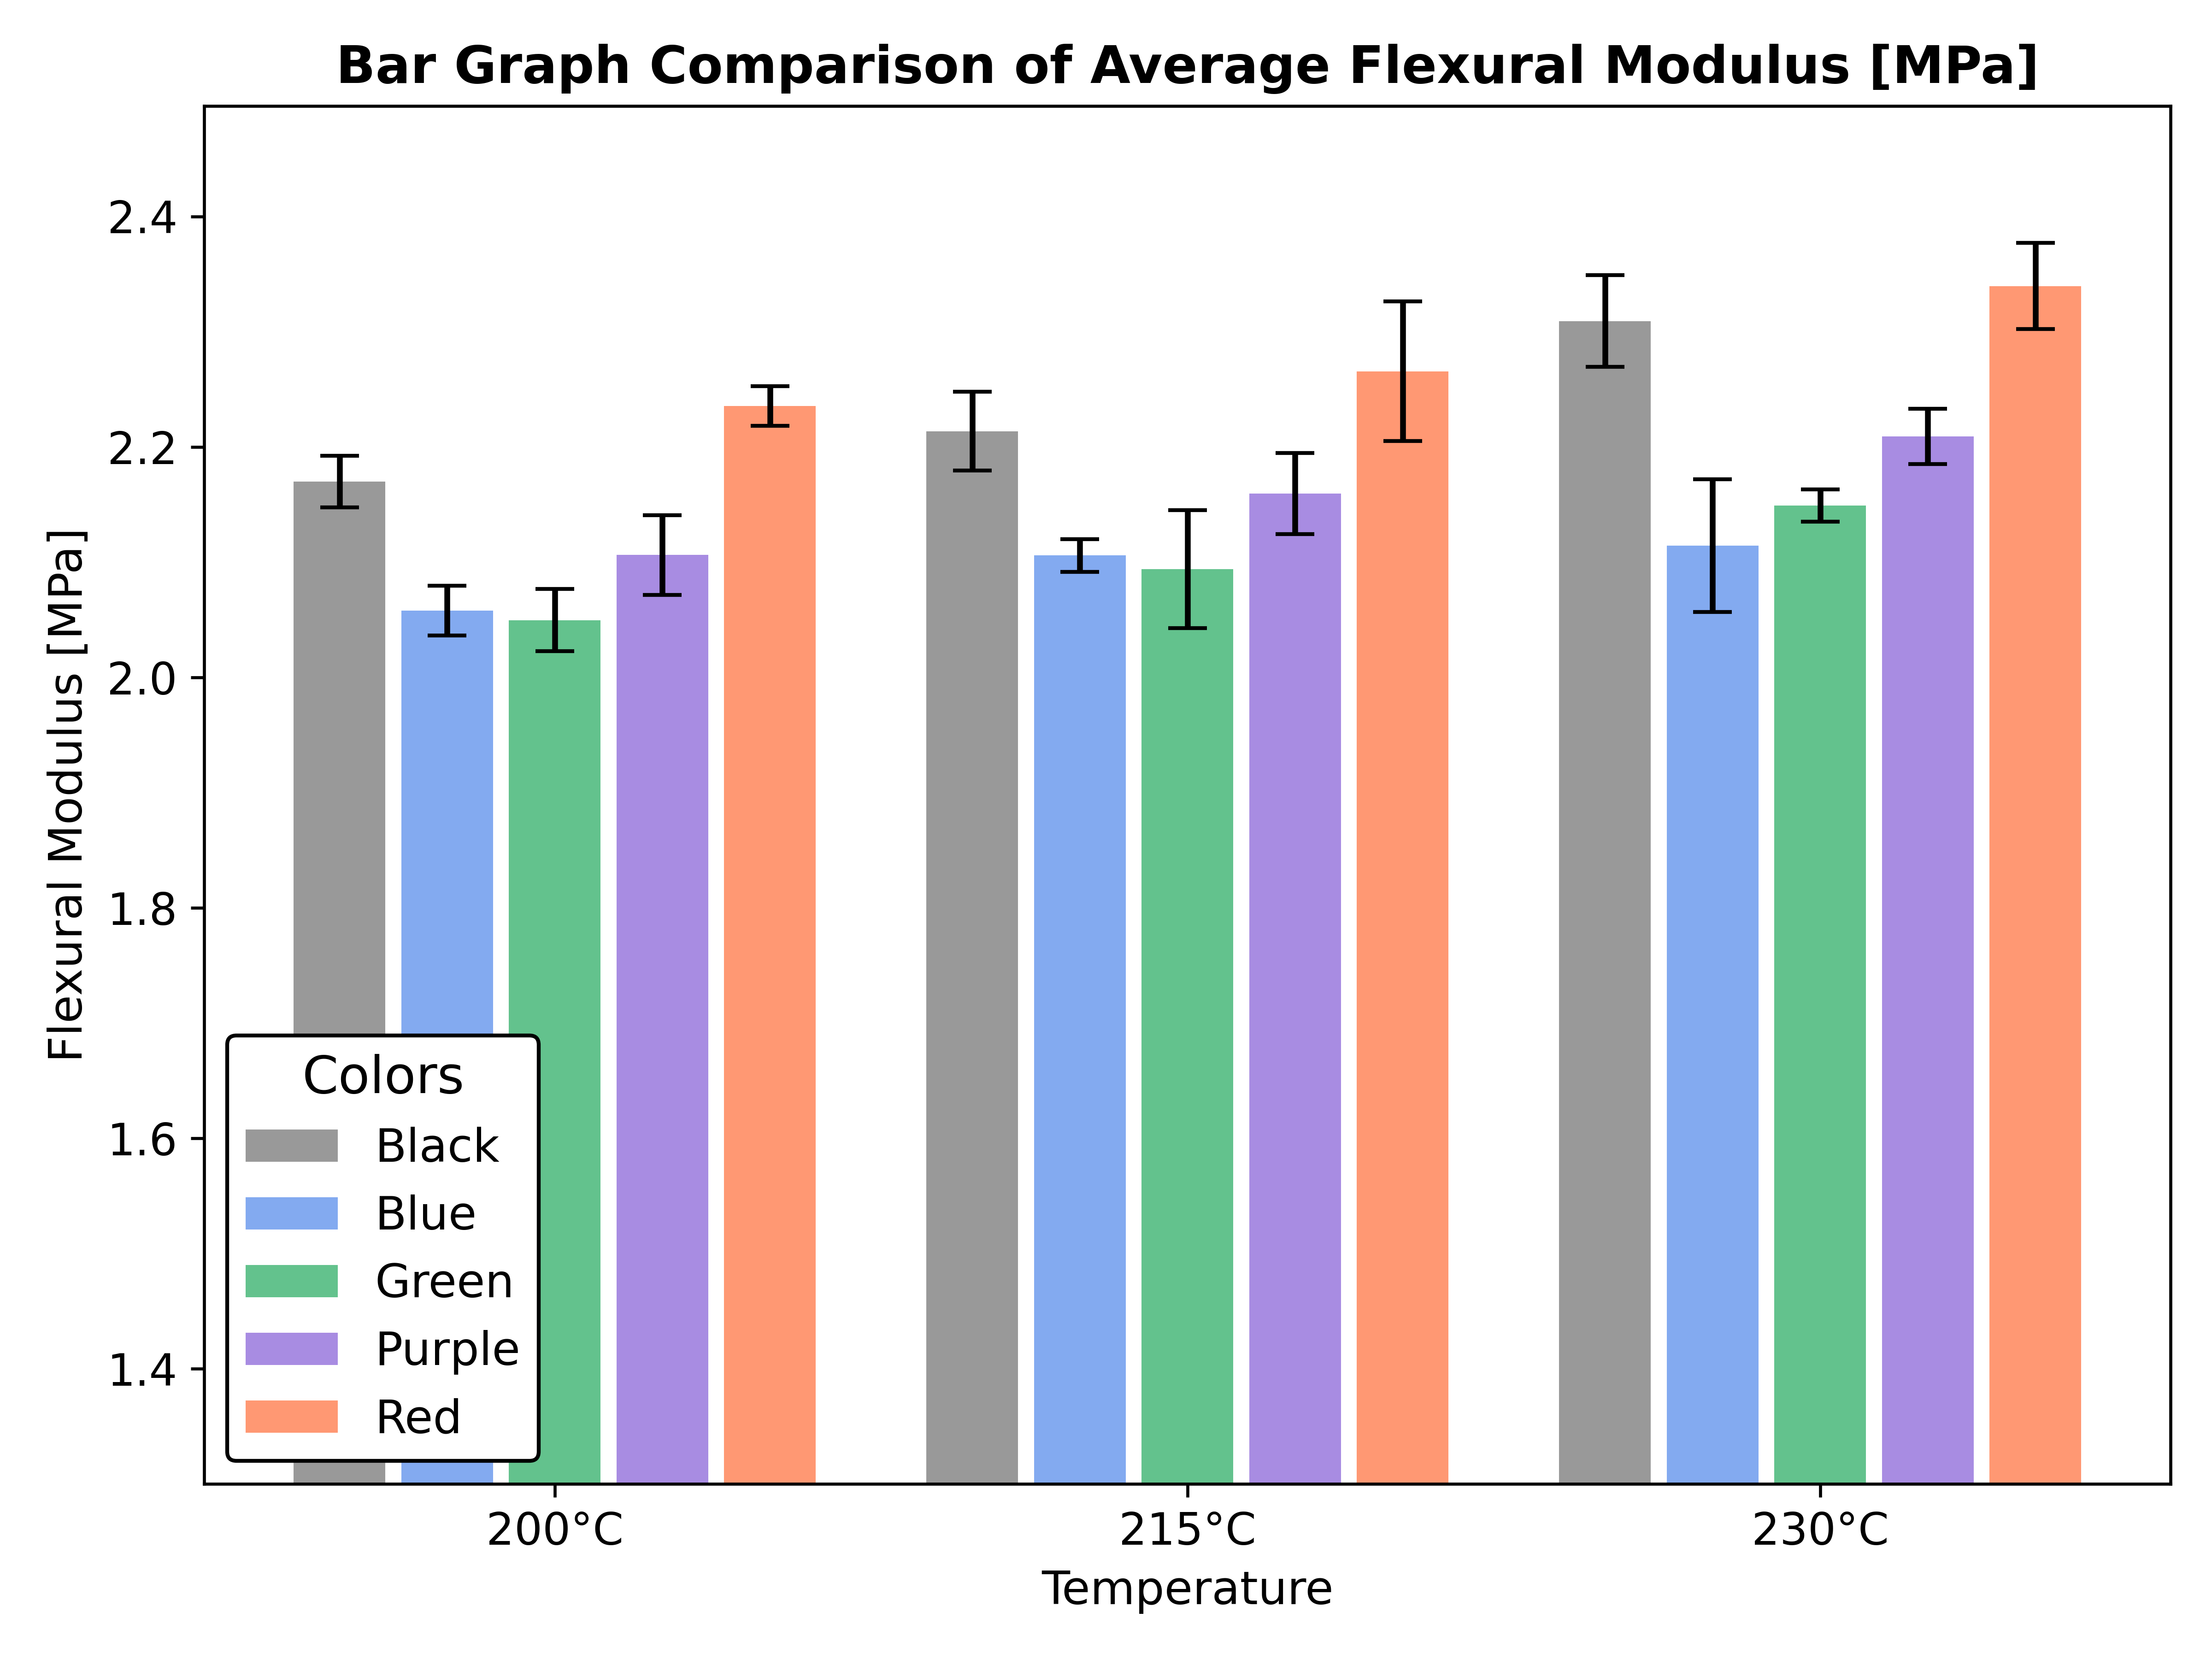 Bar Graph Comparison of Average Flexural Modulus [MPa]
Flexural Modulus [MPa]
2.4
2.2
2.0
1.8
1.6
1.4
Colors
Black
Blue
Green
Purple
Red
200°C
215°C
230°C
Temperature